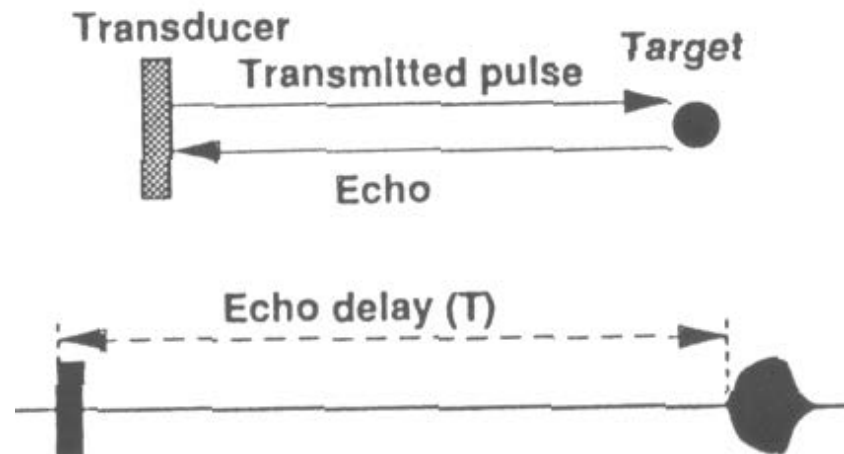 Transducer
Target
Transmitted pulse
Echo
Echo delay (T)